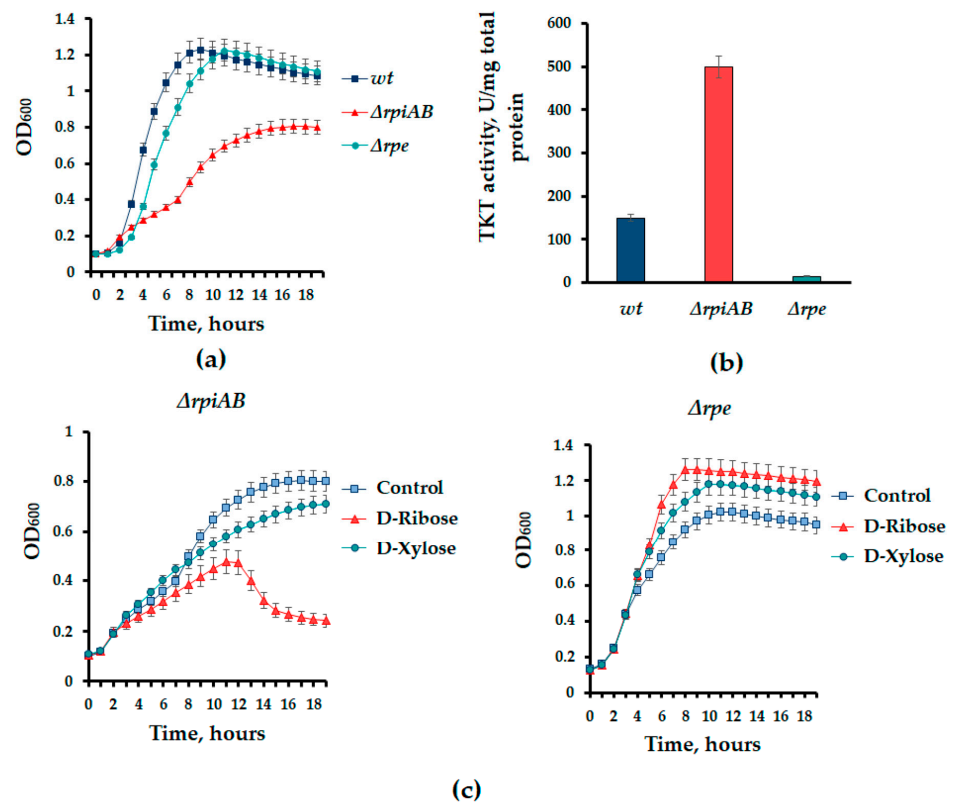 1.4
1.2
1
0.8
0.6
0.4
0.2
0
OD600
0 2 4 6 8 10 12 14 16 18
Time, hours
wt
ΔrpiAB
Δrpe
(a)
600
500
400
300
200
100
0
TKT activity, U/mg total
protein
wt ΔrpiAB Δrpe
(b)
ΔrpiAB
1
0.8
0.6
0.4
0.2
0
OD600
0 2 4 6 8 10 12 14 16 18
Time, hours
Control
D-Ribose
D-Xylose
Δrpe
1.4
1.2
1
0.8
0.6
0.4
0.2
0
OD600
0 2 4 6 8 10 12 14 16 18
Time, hours
Control
D-Ribose
D-Xylose
(c)